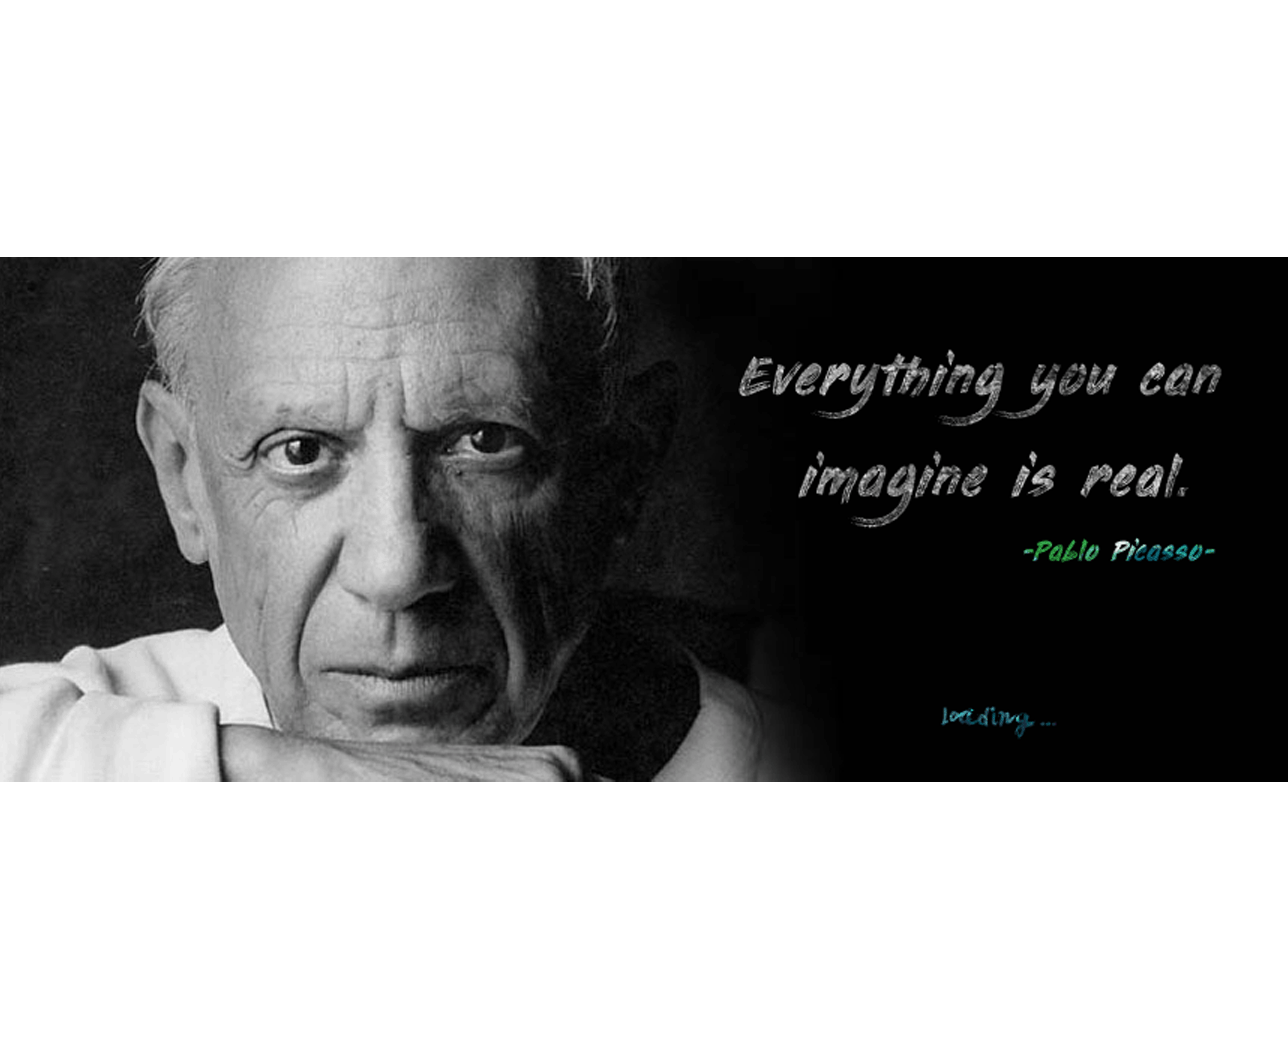 Everything you can
imagine is real.
-Pablo Picasso-
loading ...